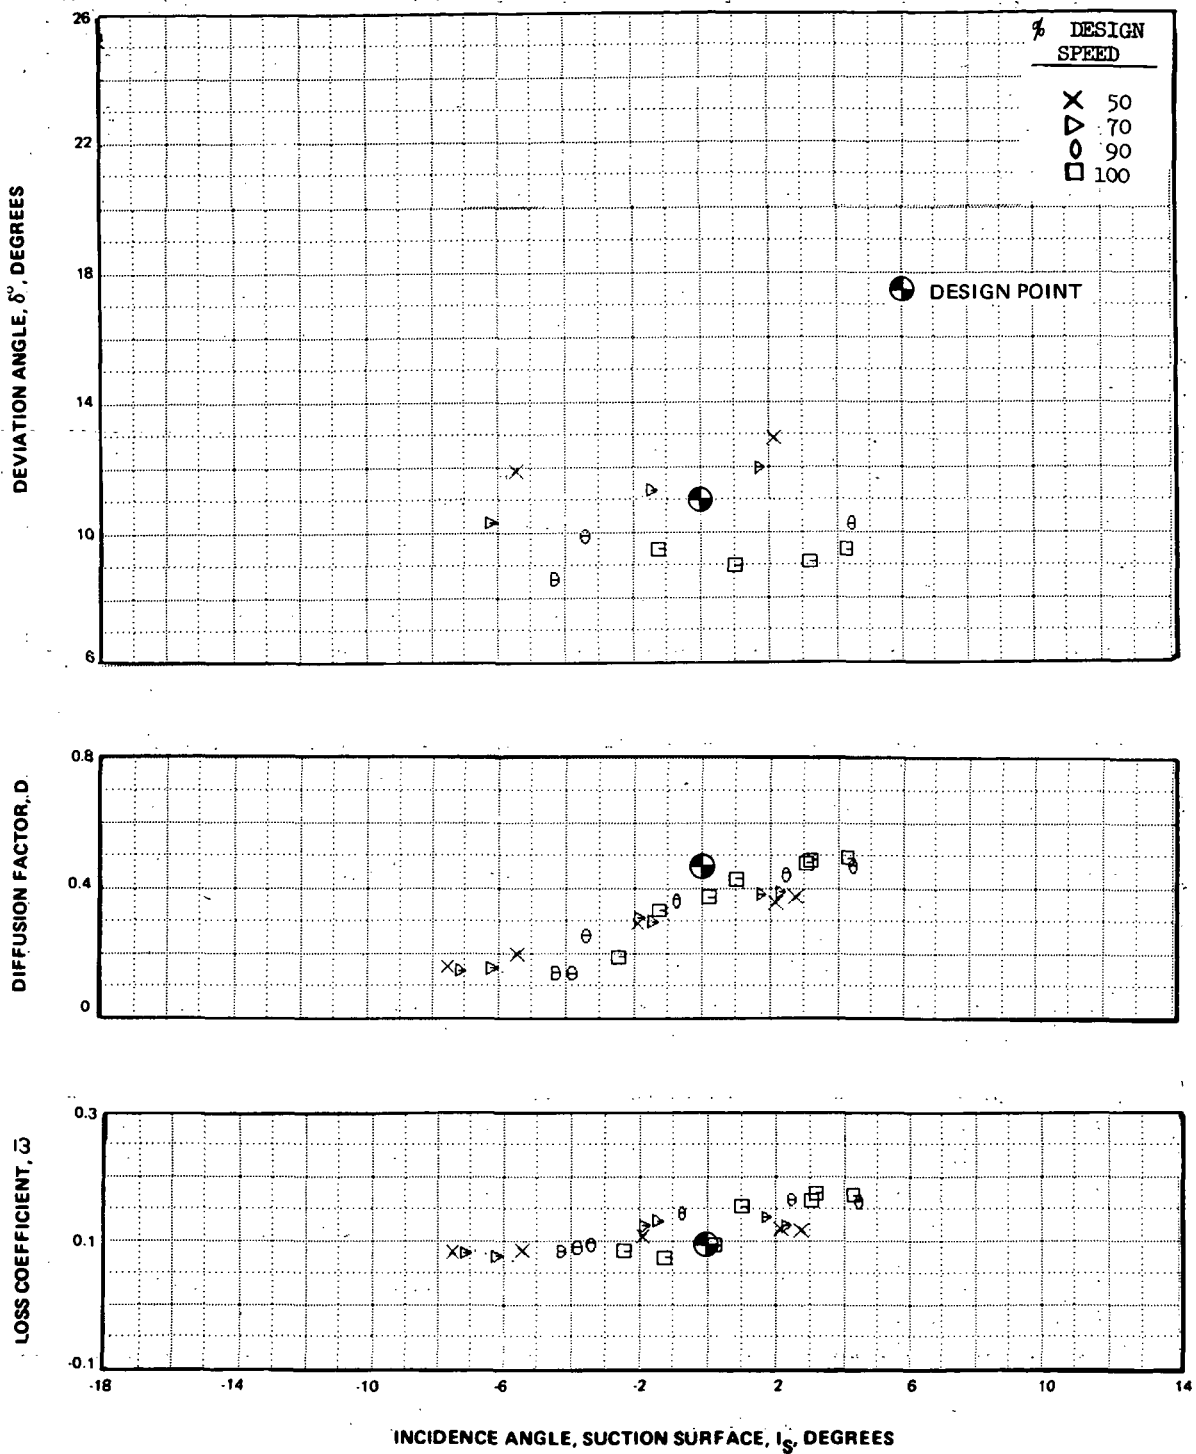 26
22
18
14
10
6
DEVIATION ANGLE, δ°, DEGREES
% DESIGN
SPEED
50
70
90
100
DESIGN POINT
0.8
0.4
0
DIFFUSION FACTOR, D
0.3
0.1
-0.1
LOSS COEFFICIENT, ω̅
-18 -14 -10 -6 -2 2 6 10 14
INCIDENCE ANGLE, SUCTION SURFACE, IS, DEGREES